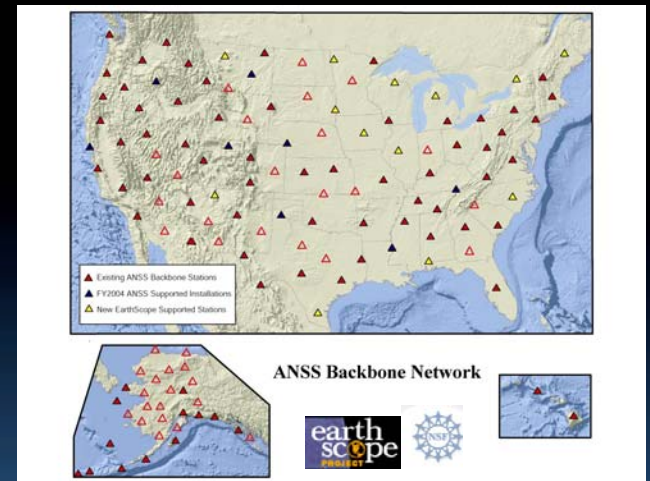 Existing ANSS Backbone Stations
FY2004 ANSS Supported Installations
New EarthScope Supported Stations
ANSS Backbone Network
earth
scope
PROJECT
NSF